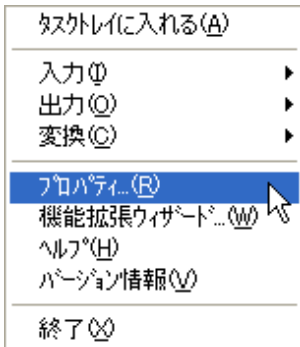 ﾀｽｸﾄﾚｲに入れる(A)
入力(I)
出力(O)
変換(C)
ﾌﾟﾛﾊﾟﾃｨ...(R)
機能拡張ｳｨｻﾞｰﾄﾞ...(W)
ﾍﾙﾌﾟ(H)
ﾊﾞｰｼﾞｮﾝ情報(V)
終了(X)